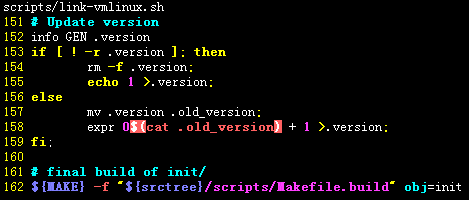 scripts/link-vmlinux.sh
151 # Update version
152 info GEN .version
153 if [ ! -r .version ]; then
154         rm -f .version;
155         echo 1 >.version;
156 else
157         mv .version .old_version;
158         expr 0$(cat .old_version) + 1 >.version;
159 fi;
160
161 # final build of init/
162 ${MAKE} -f "${srctree}/scripts/Makefile.build" obj=init